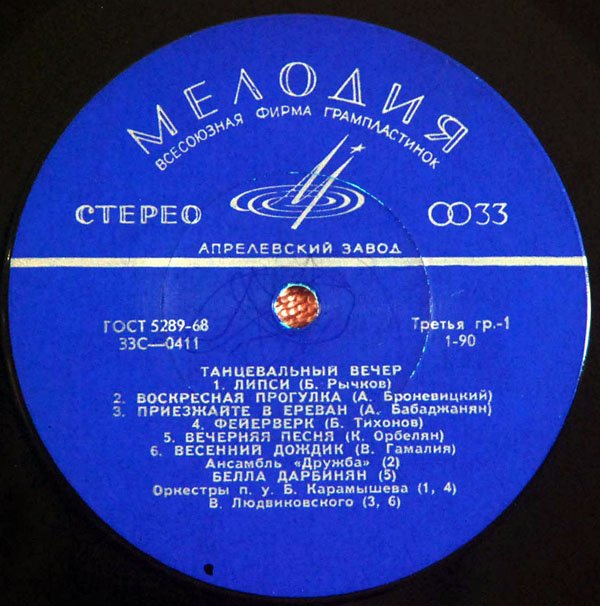 МЕЛОДИЯ
ВСЕСОЮЗНАЯ ФИРМА ГРАМПЛАСТИНОК
СТЕРЕО
33
АПРЕЛЕВСКИЙ ЗАВОД
ГОСТ 5289-68
33С—0411
Третья гр.-1
1-90
ТАНЦЕВАЛЬНЫЙ ВЕЧЕР
1. ЛИПСИ (Б. Рычков)
2. ВОСКРЕСНАЯ ПРОГУЛКА (А. Броневицкий)
3. ПРИЕЗЖАЙТЕ В ЕРЕВАН (А. Бабаджанян)
4. ФЕЙЕРВЕРК (Б. Тихонов)
5. ВЕЧЕРНЯЯ ПЕСНЯ (К. Орбелян)
6. ВЕСЕННИЙ ДОЖДИК (В. Гамалия)
Ансамбль «Дружба» (2)
БЕЛЛА ДАРБИНЯН (5)
Оркестры п. у. Б. Карамышева (1, 4)
В. Людвиковского (3, 6)